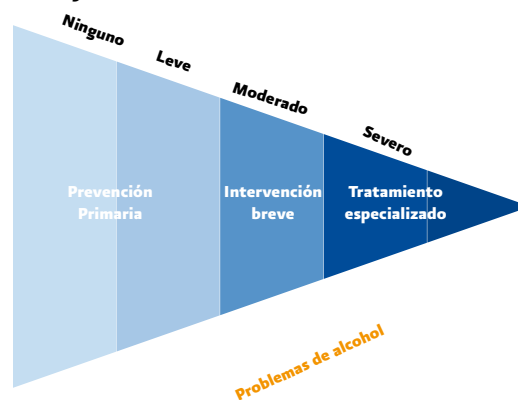 Ninguno
Leve
Moderado
Severo
Prevención
Primaria
Intervención
breve
Tratamiento
especializado
Problemas de alcohol